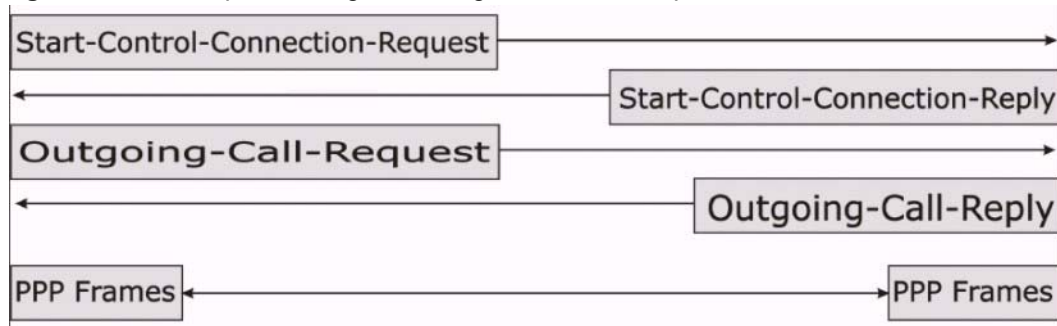 Start-Control-Connection-Request
Start-Control-Connection-Reply
Outgoing-Call-Request
Outgoing-Call-Reply
PPP Frames
PPP Frames